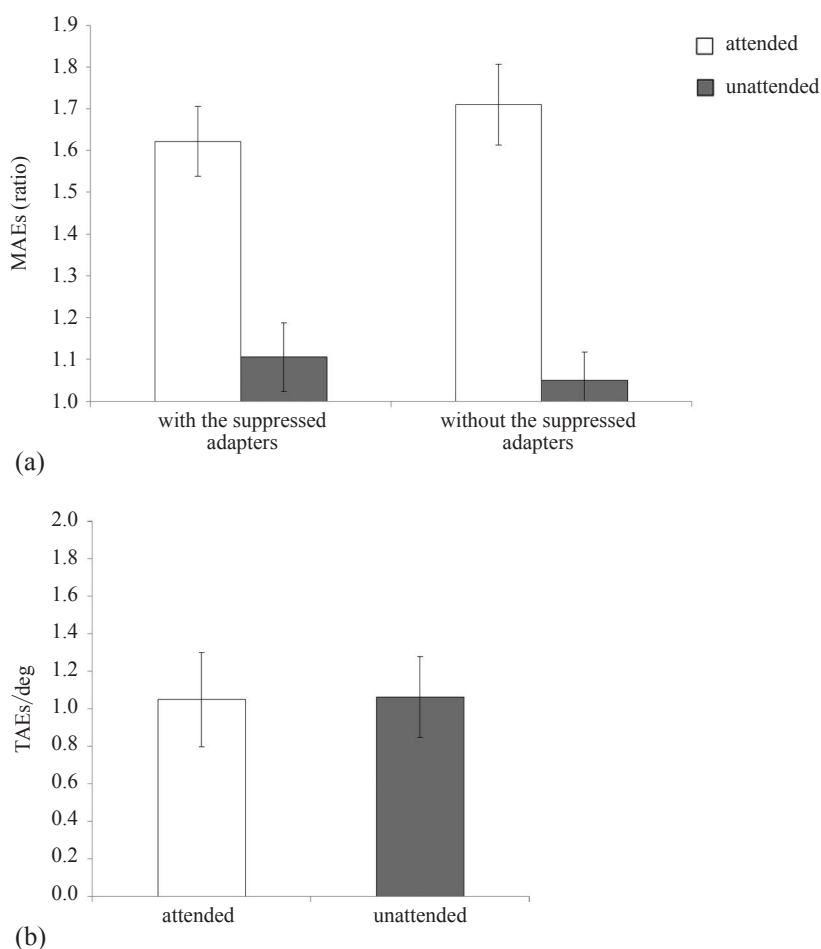 1.9
1.8
1.7
1.6
1.5
1.4
1.3
1.2
1.1
1.0
MAEs (ratio)
attended
unattended
with the suppressed
adapters
without the suppressed
adapters
(a)
2.0
1.8
1.6
1.4
1.2
1.0
0.8
0.6
0.4
0.2
0.0
TAEs/deg
attended
unattended
(b)